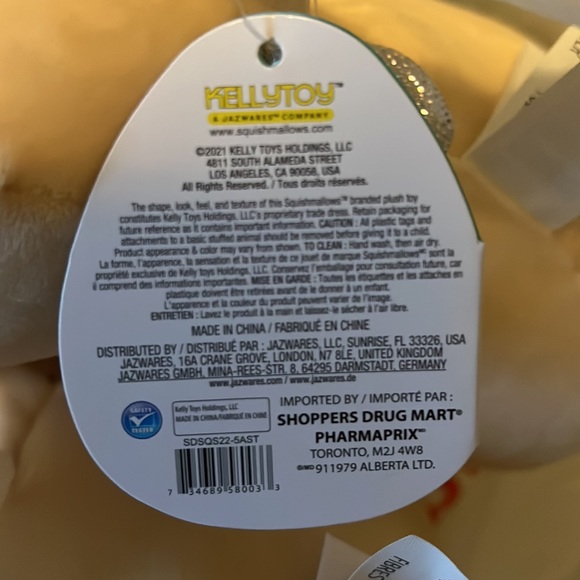 KELLYTOY™
A JAZWARES™ COMPANY
www.squishmallows.com
©2021 KELLY TOYS HOLDINGS, LLC
4811 SOUTH ALAMEDA STREET
LOS ANGELES, CA 90058, USA
All Rights Reserved. / Tous droits réservés.
The shape, look, feel, and texture of this Squishmallows™ branded plush toy
constitutes Kelly Toys Holdings, LLC's proprietary trade dress. Retain packaging for
future reference as it contains important information. CAUTION : All plastic tags and
attachments to a basic stuffed animal should be removed before giving it to a child.
Product appearance & color may vary from shown. TO CLEAN : Hand wash, then air dry.
La forme, l'apparence, la sensation et la texture de ce jouet de marque Squishmallows™ sont la
propriété exclusive de Kelly Toys Holdings, LLC. Conservez l'emballage pour consultation future, car
il comprend des informations importantes. MISE EN GARDE : Toutes les étiquettes et les attaches en
plastique doivent être retirées avant de le donner à un enfant.
L'apparence et la couleur du produit peuvent varier de l'image.
ENTRETIEN : Lavez le produit à la main et laissez-le sécher à l'air libre.
MADE IN CHINA / FABRIQUÉ EN CHINE
DISTRIBUTED BY / DISTRIBUÉ PAR : JAZWARES, LLC, SUNRISE, FL 33326, USA
JAZWARES, 16A CRANE GROVE, LONDON, N7 8LE, UNITED KINGDOM
JAZWARES GMBH, MINA-REES-STR. 8, 64295 DARMSTADT, GERMANY
www.jazwares.com / www.jazwares.de
SAFETY
TESTED
Kelly Toys Holdings, LLC
MADE IN CHINA/FABRIQUÉ EN CHINE
SDSQS22-5AST
7 34689 58003 3
IMPORTED BY / IMPORTÉ PAR :
SHOPPERS DRUG MART®
PHARMAPRIX
TORONTO, M2J 4W8
®/MD 911979 ALBERTA LTD.
FIBRES